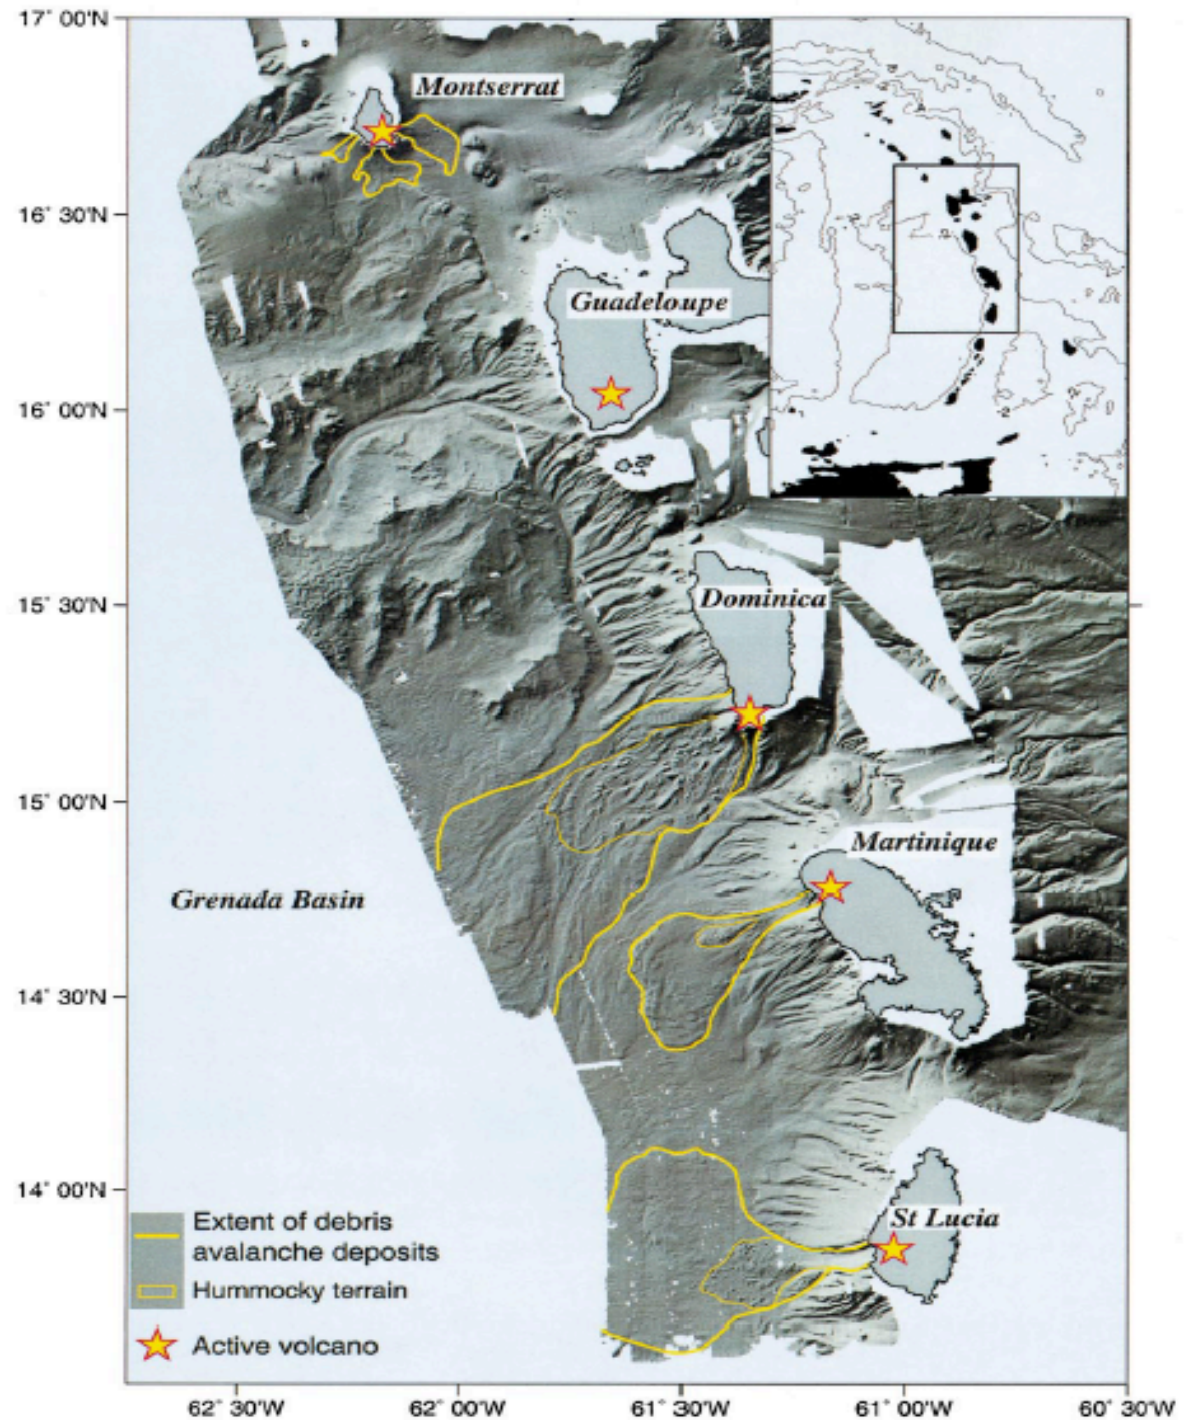 17° 00'N
Montserrat
16° 30'N
Guadeloupe
16° 00'N
15° 30'N
Dominica
15° 00'N
Martinique
Grenada Basin
14° 30'N
14° 00'N
St Lucia
Extent of debris
avalanche deposits
Hummocky terrain
Active volcano
62° 30'W
62° 00'W
61° 30'W
61° 00'W
60° 30'W